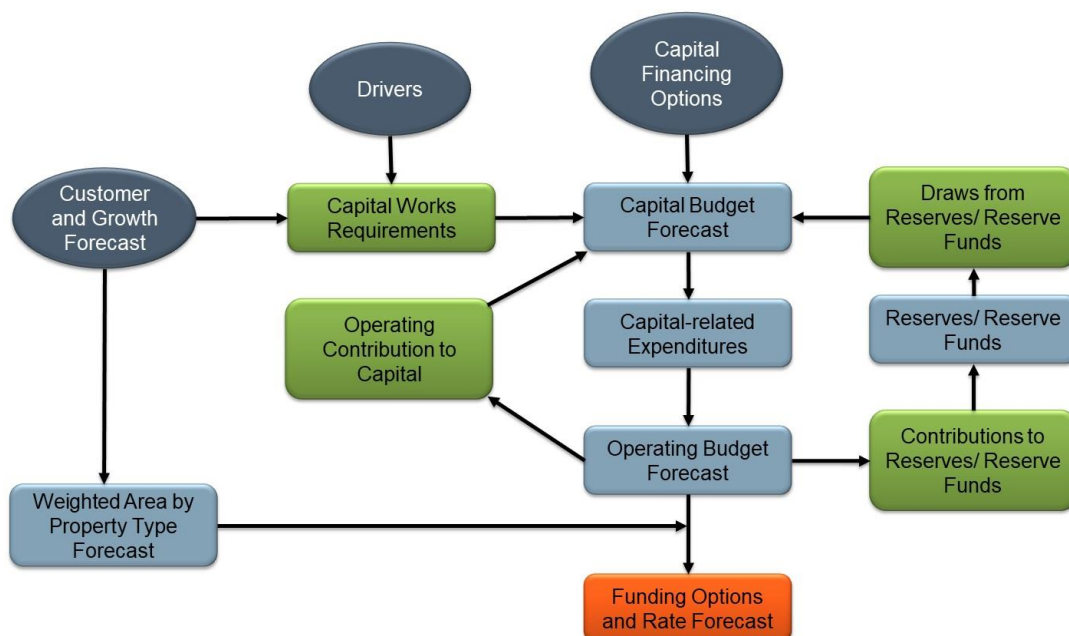 Capital
Financing
Options
Drivers
Customer
and Growth
Forecast
Capital Works
Requirements
Capital Budget
Forecast
Draws from
Reserves/ Reserve
Funds
Operating
Contribution to
Capital
Capital-related
Expenditures
Reserves/ Reserve
Funds
Operating Budget
Forecast
Contributions to
Reserves/ Reserve
Funds
Weighted Area by
Property Type
Forecast
Funding Options
and Rate Forecast